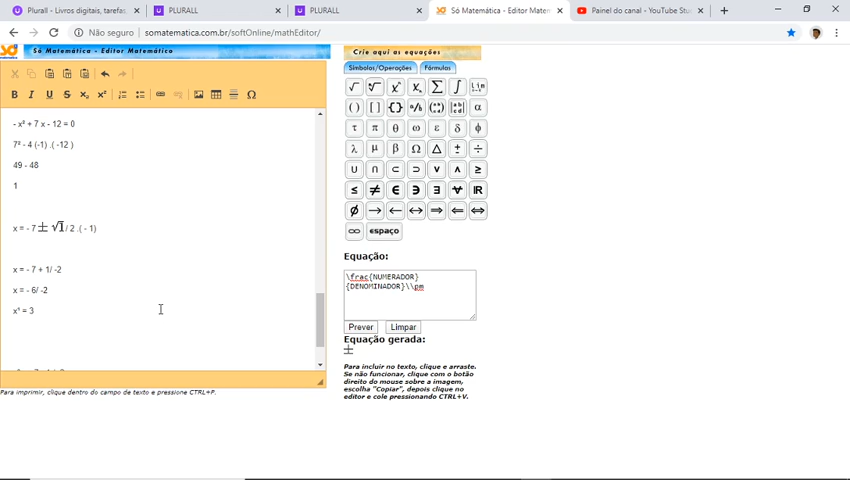 Plurall - Livros digitais, tarefas
PLURALL
PLURALL
Só Matemática - Editor Matem
Painel do canal - YouTube Stu
Não seguro
somatematica.com.br/softOnline/mathEditor/
Só Matemática - Editor Matemático
Crie aqui as equações
Símbolos/Operações
Fórmulas
- x² + 7 x - 12 = 0
7² - 4 (-1) .( -12 )
49 - 48
1
x = - 7 ± √1 / 2 .( - 1)
x = - 7 + 1/ -2
x = - 6/ -2
x¹ = 3
espaço
Equação:
\frac{NUMERADOR}
{DENOMINADOR}\\pm
Prever
Limpar
Equação gerada:
±
Para incluir no texto, clique e arraste.
Se não funcionar, clique com o botão
direito do mouse sobre a imagem,
escolha "Copiar", depois clique no
editor e cole pressionando CTRL+V.
Para imprimir, clique dentro do campo de texto e pressione CTRL+P.